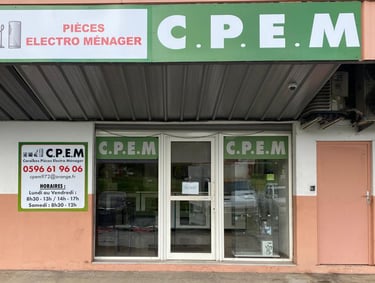 PIÈCES
ELECTRO MÉNAGER
C.P.E.M
C.P.E.M
Caraïbes Pièces Electro Ménager
0596 61 96 06
cpem972@orange.fr
HORAIRES :
Lundi au Vendredi :
8h30 - 13h / 14h - 17h
Samedi : 8h30 - 13h
C.P.E.M
C.P.E.M